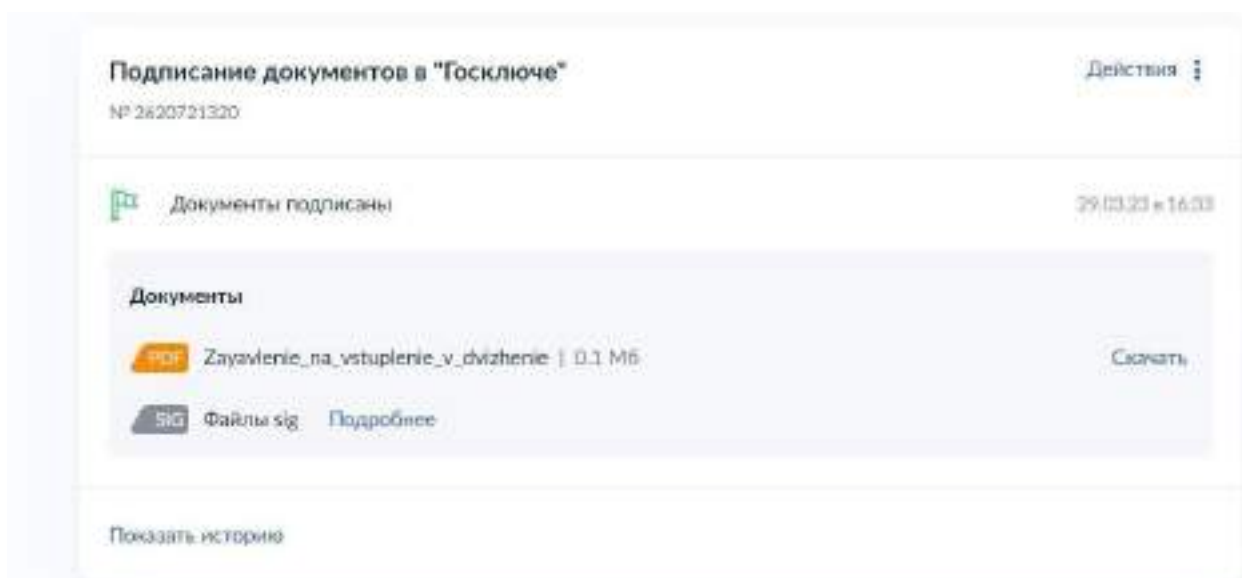 Подписание документов в "Госключе"
Действия
№ 2620721320
Документы подписаны
29.03.23 в 16:33
Документы
PDF Zayavlenie_na_vstuplenie_v_dvizhenie | 0.1 Мб
Скачать
SIG Файлы sig Подробнее
Показать историю